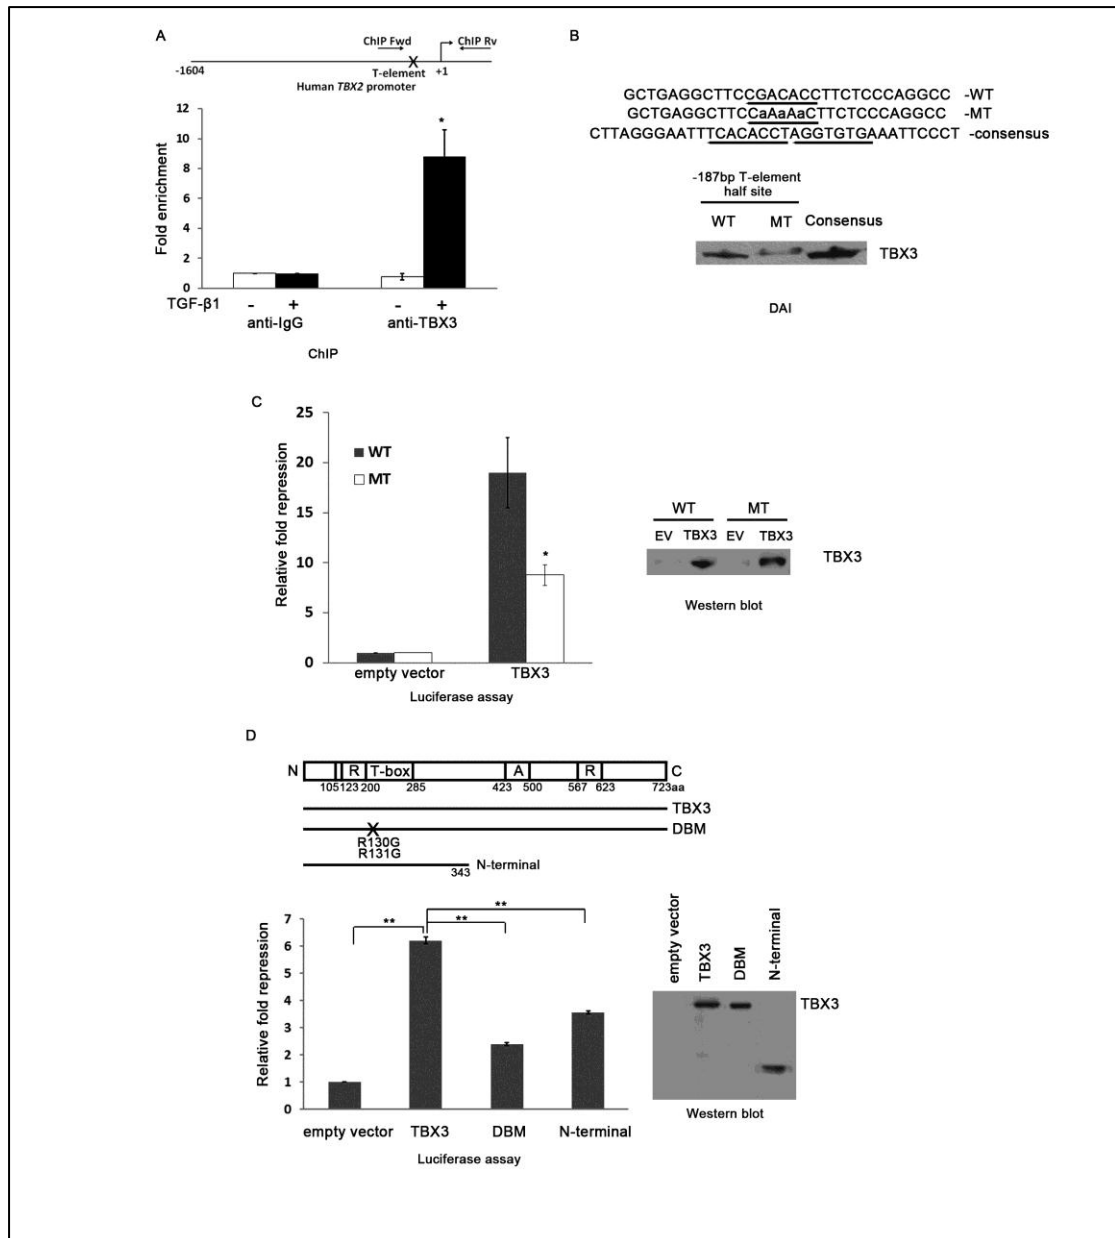 A
ChIP Fwd
ChIP Rv
X
-1604
T-element
+1
Human TBX2 promoter
12
10
8
6
4
2
0
Fold enrichment
*
TGF-β1
- + - +
anti-IgG anti-TBX3
ChIP
B
GCTGAGGCTTCCGACACCTTCTCCCAGGCC -WT
GCTGAGGCTTCCaAaAaCTTCTCCCAGGCC -MT
CTTAGGGAATTTCACACCTAGGTGTGAAATTCCCT -consensus
-187bp T-element
half site
WT MT Consensus
TBX3
DAI
C
25
20
15
10
5
0
Relative fold repression
WT
MT
*
empty vector TBX3
Luciferase assay
WT MT
EV TBX3 EV TBX3
TBX3
Western blot
D
N R T-box A R C
105 123 200 285 423 500 567 623 723aa
TBX3
X DBM
R130G
R131G
343 N-terminal
7
6
5
4
3
2
1
0
Relative fold repression
**
**
**
empty vector TBX3 DBM N-terminal
Luciferase assay
empty vector
TBX3
DBM
N-terminal
TBX3
Western blot